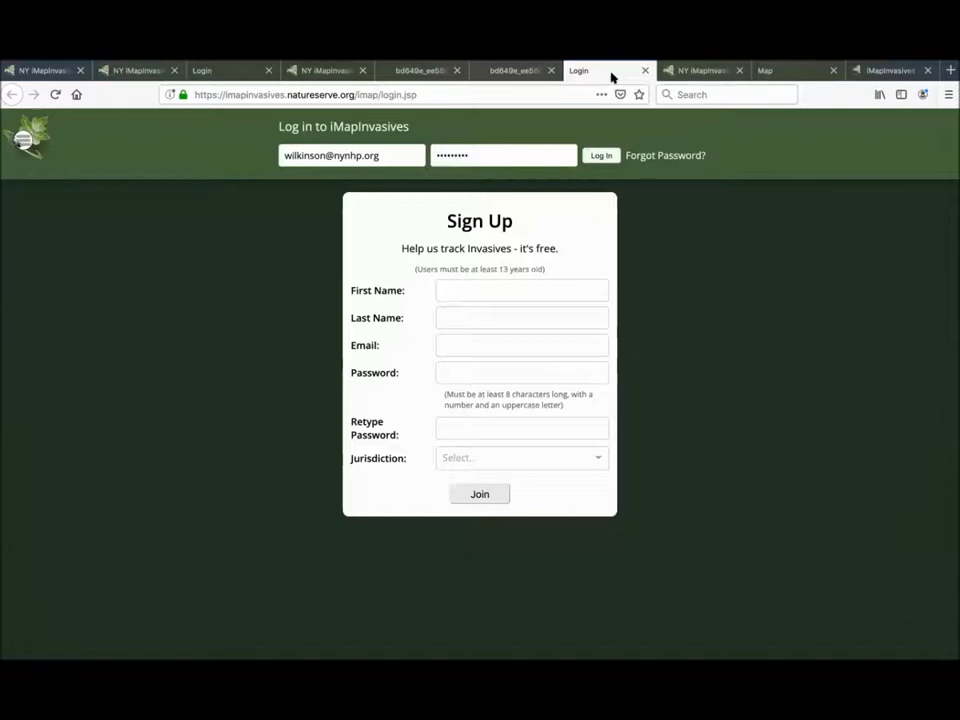 NY iMapInvasi
NY iMapInvasi
Login
NY iMapInvasi
bd649e_ee58
bd649e_ee58
Login
NY iMapInvasi
Map
iMapInvasives
https://imapinvasives.natureserve.org/imap/login.jsp
Search
Log in to iMapInvasives
wilkinson@nynhp.org
•••••••••
Log In
Forgot Password?
Sign Up
Help us track Invasives - it's free.
(Users must be at least 13 years old)
First Name:
Last Name:
Email:
Password:
(Must be at least 8 characters long, with a
number and an uppercase letter)
Retype
Password:
Jurisdiction:
Select...
Join